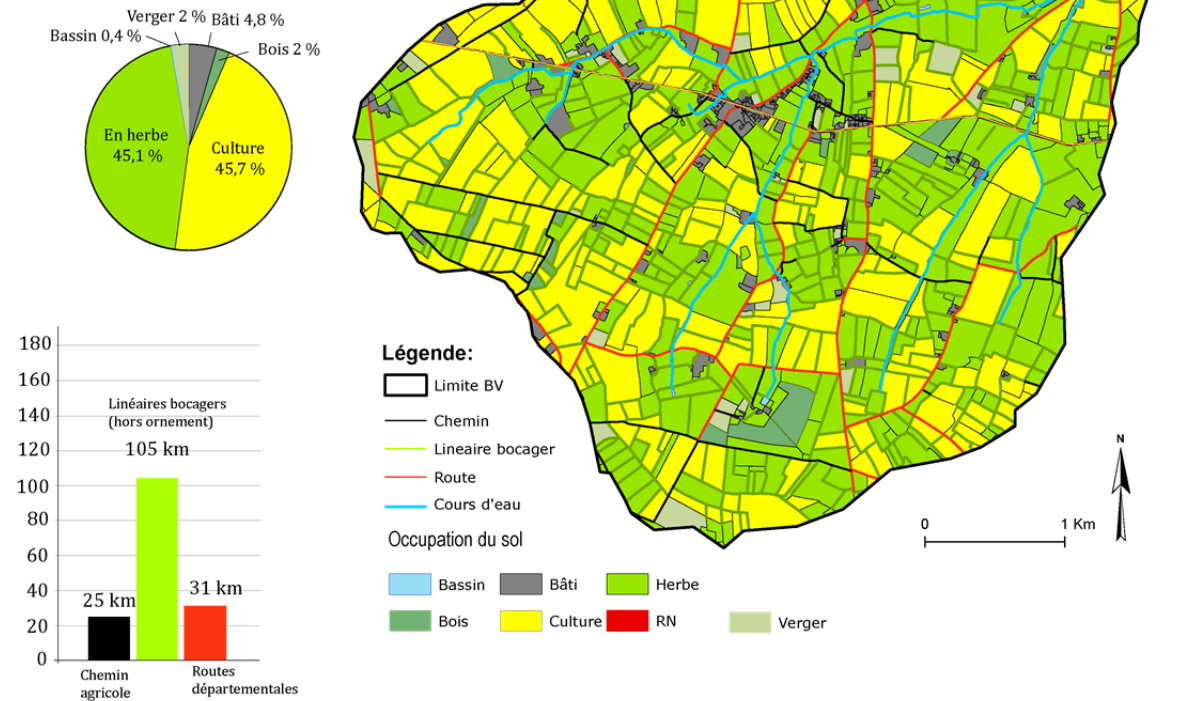 Verger 2 %
Bâti 4,8 %
Bassin 0,4 %
Bois 2 %
En herbe
45,1 %
Culture
45,7 %
180
160
140
120
100
80
60
40
20
0
Linéaires bocagers
(hors ornement)
105 km
25 km
31 km
Chemin
agricole
Routes
départementales
Légende:
Limite BV
Chemin
Lineaire bocager
Route
Cours d'eau
Occupation du sol
Bassin
Bâti
Herbe
Bois
Culture
RN
Verger
N
0
1 Km